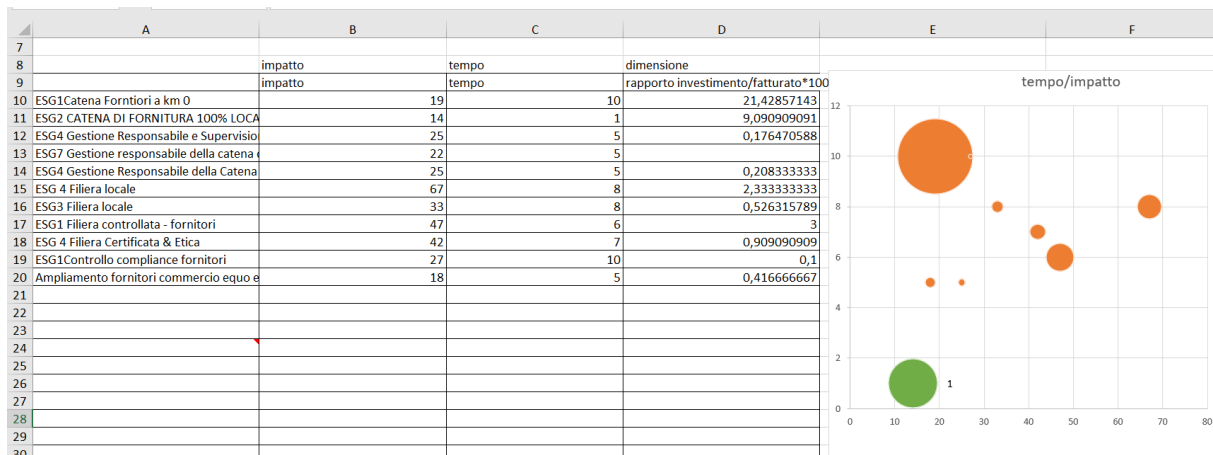 A B C D E F
7
8 impatto tempo dimensione
9 impatto tempo rapporto investimento/fatturato*100
10 ESG1Catena Forntiori a km 0 19 10 21,42857143
11 ESG2 CATENA DI FORNITURA 100% LOCA 14 1 9,090909091
12 ESG4 Gestione Responsabile e Supervisio 25 5 0,176470588
13 ESG7 Gestione responsabile della catena 22 5
14 ESG4 Gestione Responsabile della Catena 25 5 0,208333333
15 ESG 4 Filiera locale 67 8 2,333333333
16 ESG3 Filiera locale 33 8 0,526315789
17 ESG1 Filiera controllata - fornitori 47 6 3
18 ESG 4 Filiera Certificata & Etica 42 7 0,909090909
19 ESG1Controllo compliance fornitori 27 10 0,1
20 Ampliamento fornitori commercio equo e 18 5 0,416666667
21
22
23
24
25
26
27
28
29
30
tempo/impatto
12
10
8
6
4
2
0
1
0 10 20 30 40 50 60 70 80